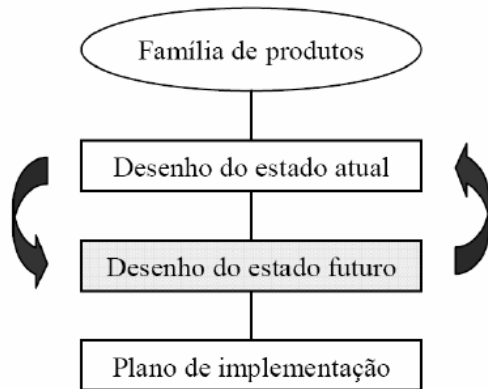 Família de produtos
Desenho do estado atual
Desenho do estado futuro
Plano de implementação